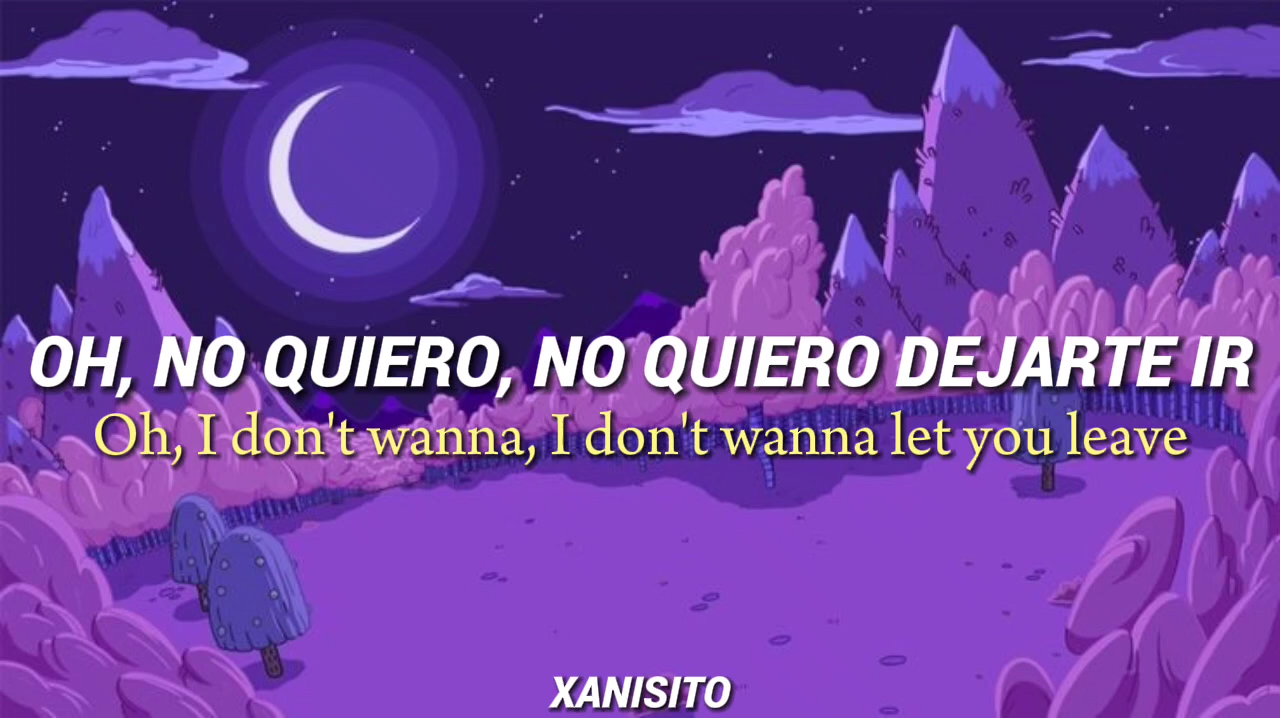 OH, NO QUIERO, NO QUIERO DEJARTE IR
Oh, I don't wanna, I don't wanna let you leave
XANISITO